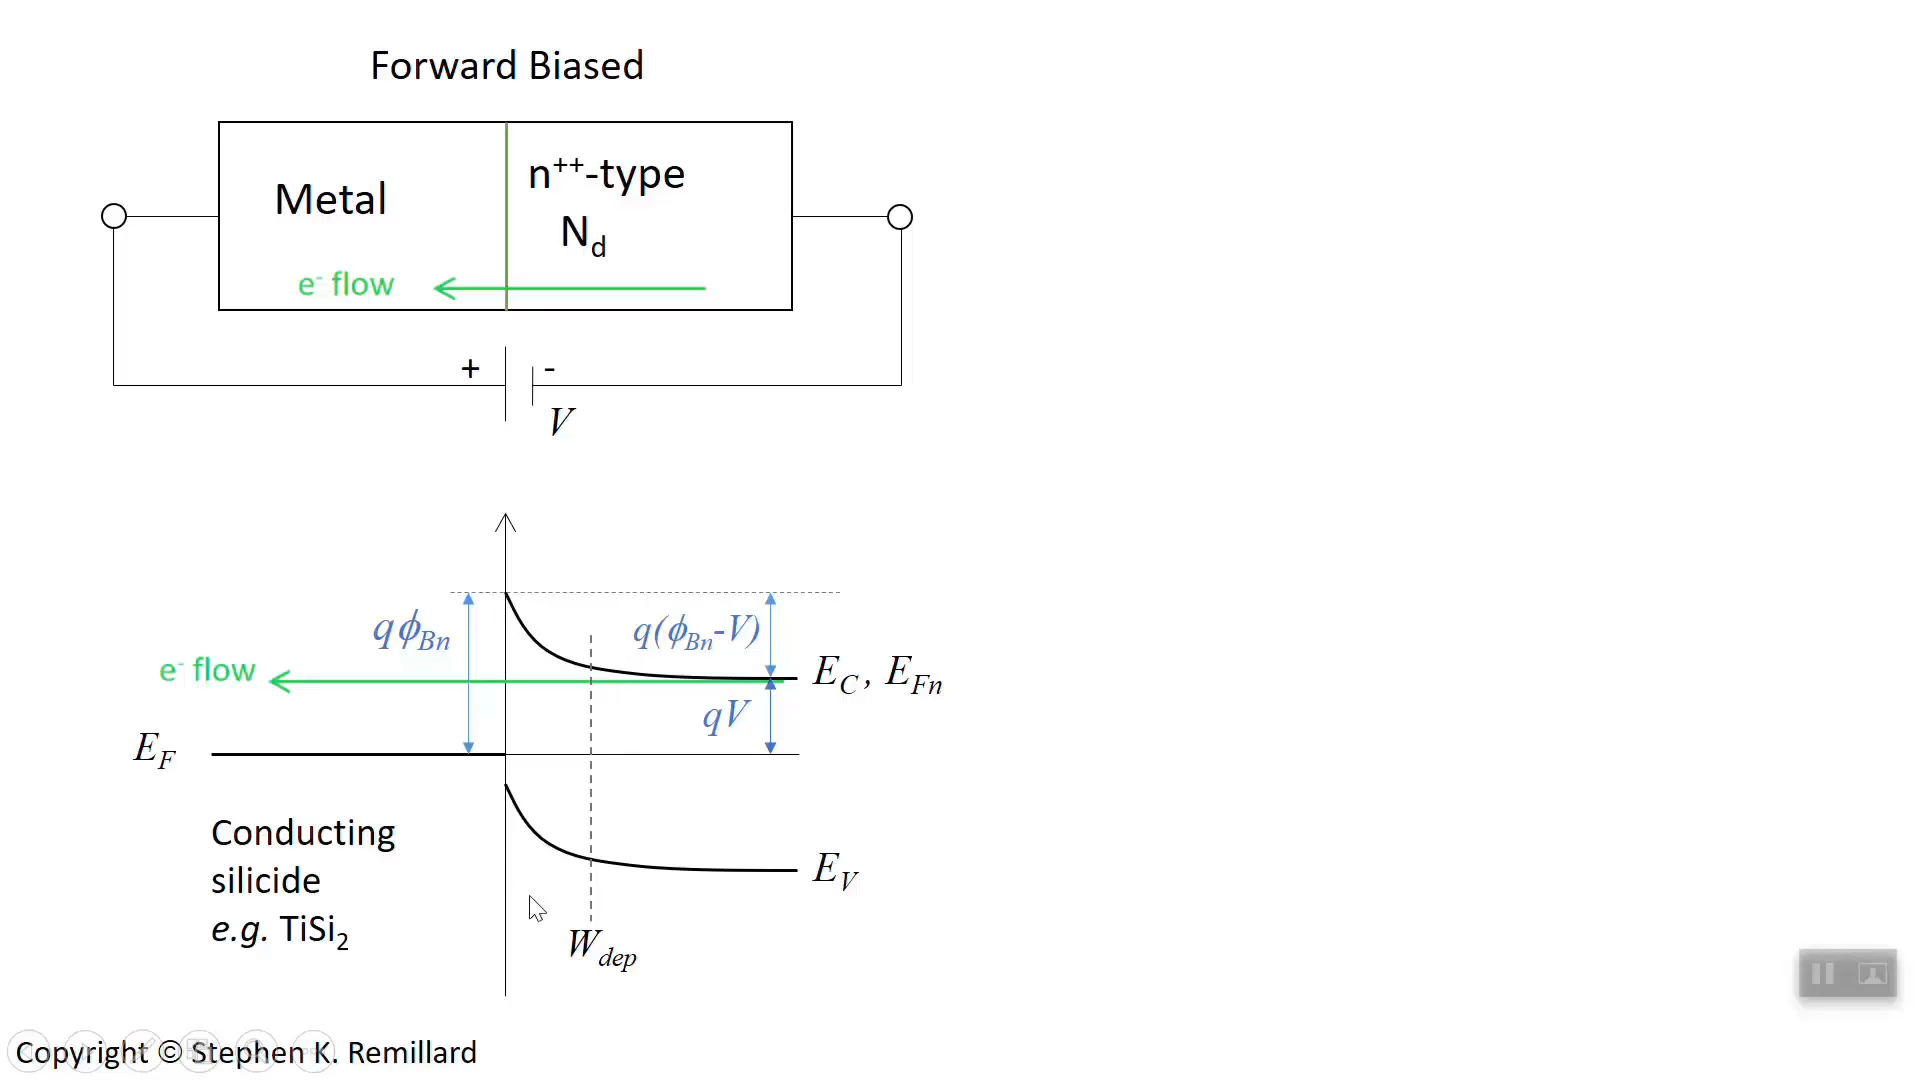 Forward Biased
Metal
n⁺⁺-type
N_d
e⁻ flow
+ -
V
qϕ_Bn
q(ϕ_Bn-V)
e⁻ flow
E_C, E_Fn
qV
E_F
Conducting
silicide
e.g. TiSi₂
E_V
W_dep
Copyright © Stephen K. Remillard